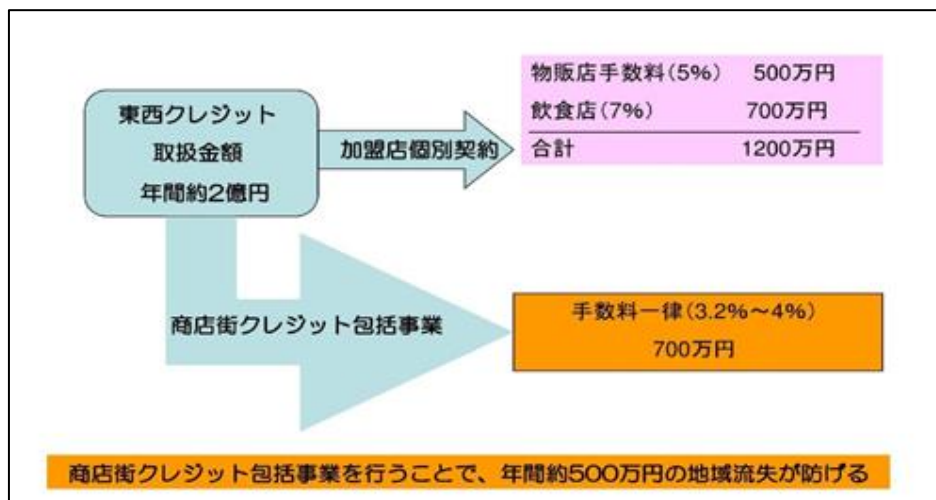 東西クレジット
取扱金額
年間約2億円
加盟店個別契約
物販店手数料(5%) 500万円
飲食店(7%) 700万円
合計 1200万円
商店街クレジット包括事業
手数料一律(3.2%～4%)
700万円
商店街クレジット包括事業を行うことで、年間約500万円の地域流失が防げる